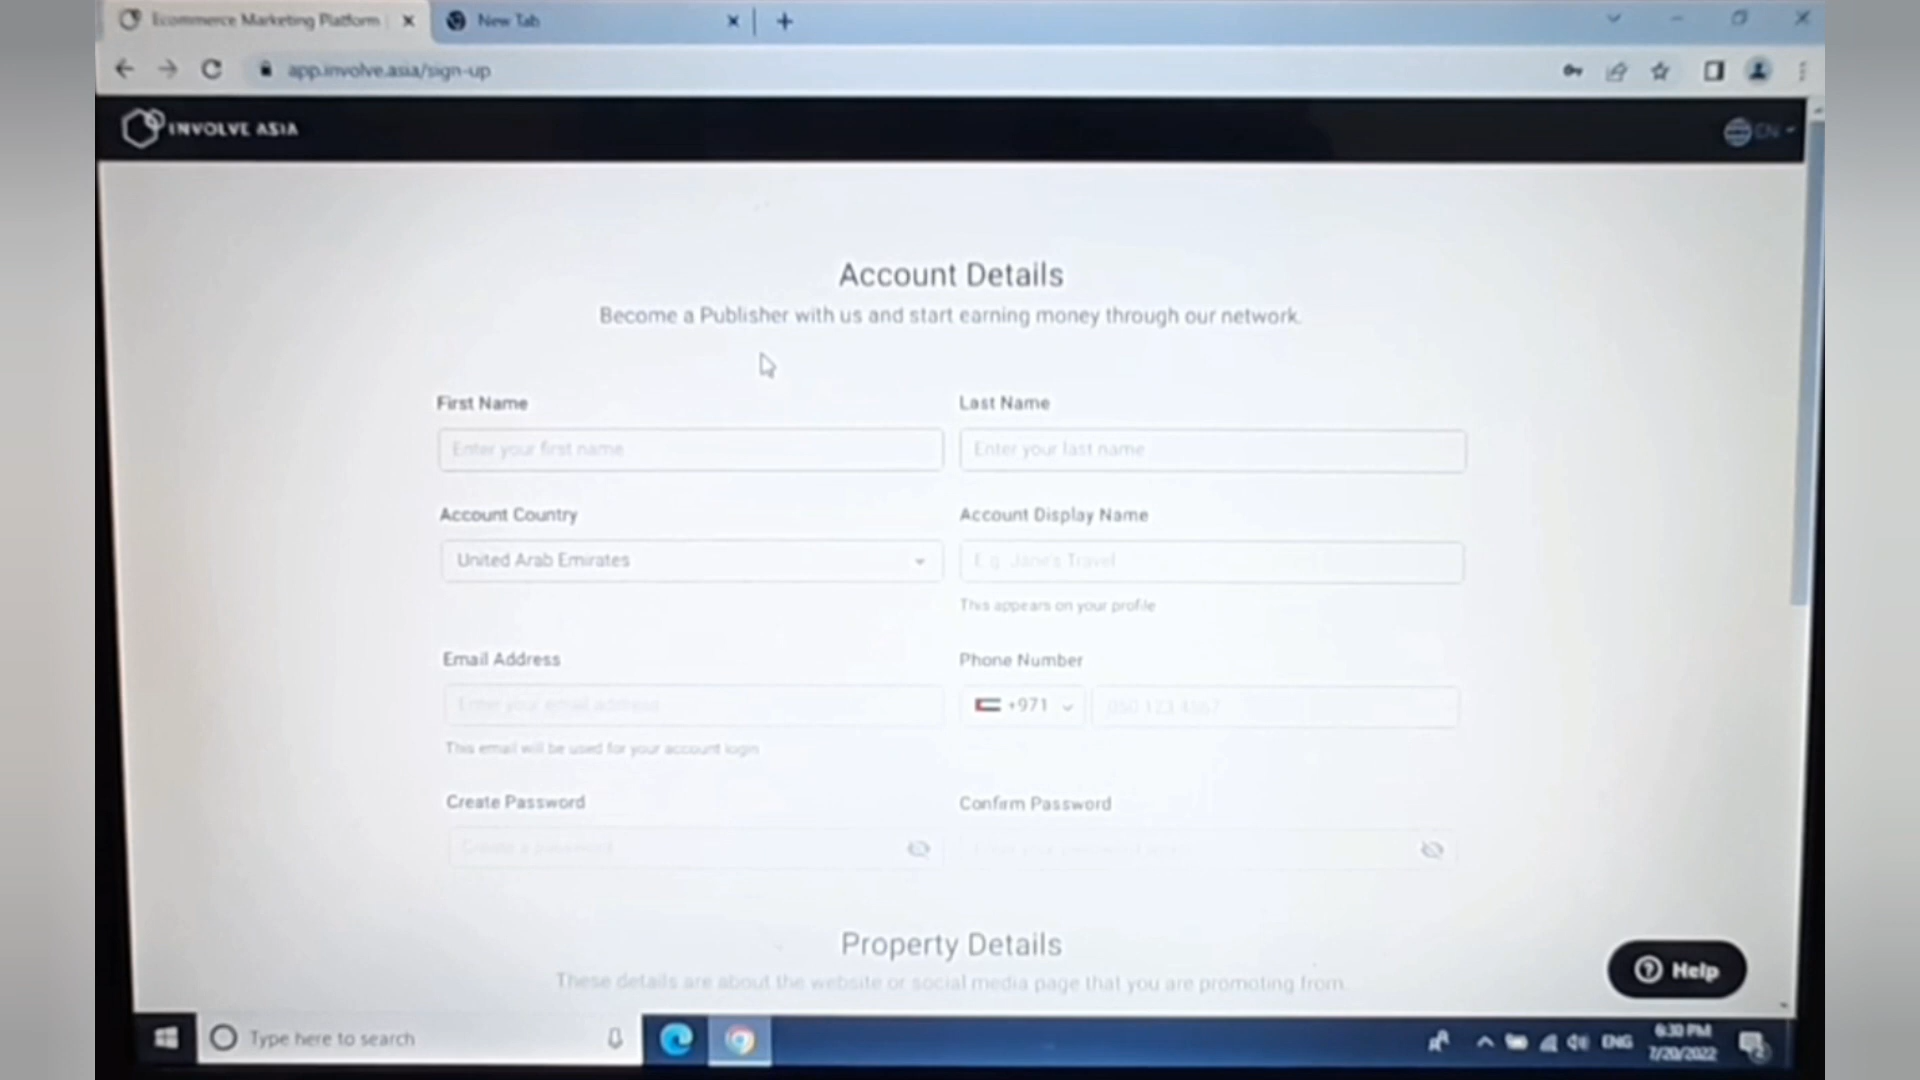 Ecommerce Marketing Platform
New Tab
app.involve.asia/sign-up
INVOLVE ASIA
EN
Account Details
Become a Publisher with us and start earning money through our network.
First Name
Last Name
Enter your first name
Enter your last name
Account Country
Account Display Name
United Arab Emirates
E.g. Jane's Travel
This appears on your profile
Email Address
Phone Number
Enter your email address
+971
050 123 4567
This email will be used for your account login
Create Password
Confirm Password
Create a password
Property Details
These details are about the website or social media page that you are promoting from.
Help
Type here to search
ENG
6:30 PM
7/20/2022
2